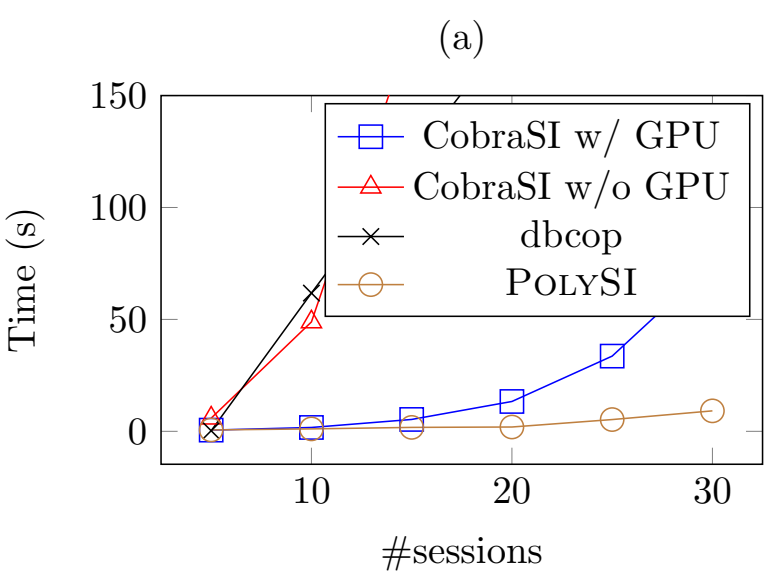 (a)
150
100
50
0
Time (s)
CobraSI w/ GPU
CobraSI w/o GPU
dbcop
POLYSI
10 20 30
#sessions